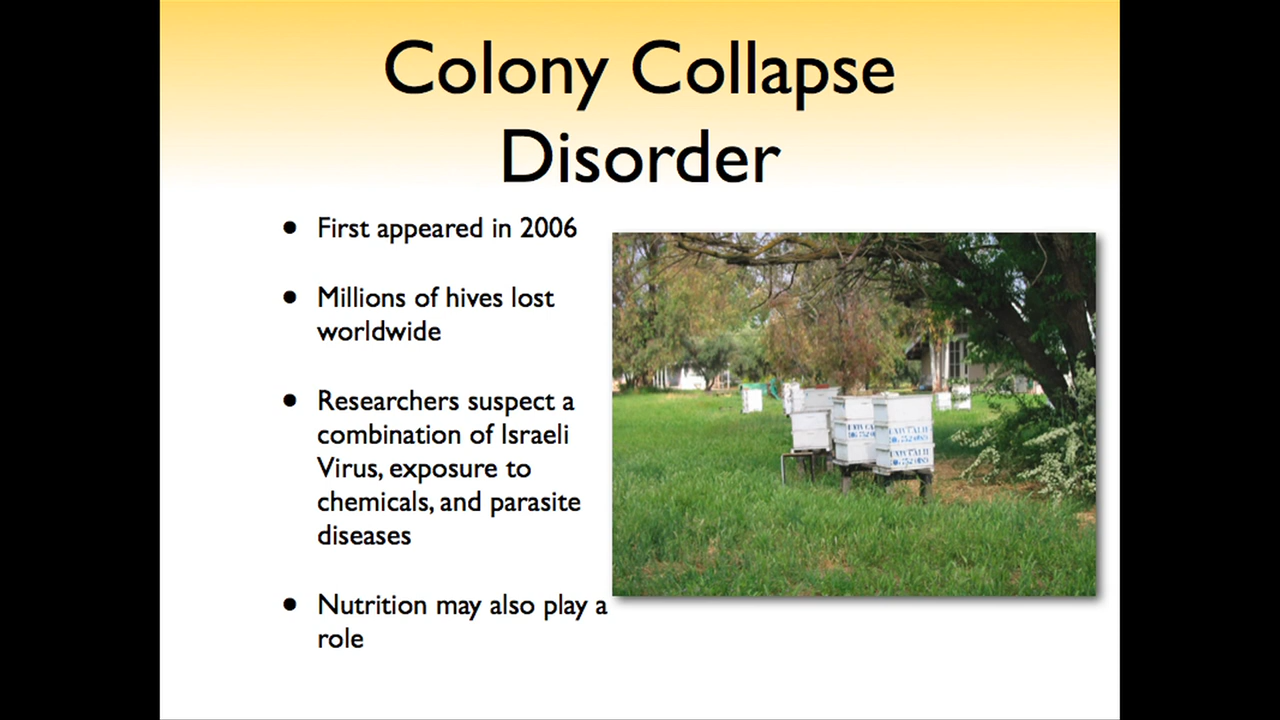 Colony Collapse
Disorder
• First appeared in 2006
• Millions of hives lost
worldwide
• Researchers suspect a
combination of Israeli
Virus, exposure to
chemicals, and parasite
diseases
• Nutrition may also play a
role